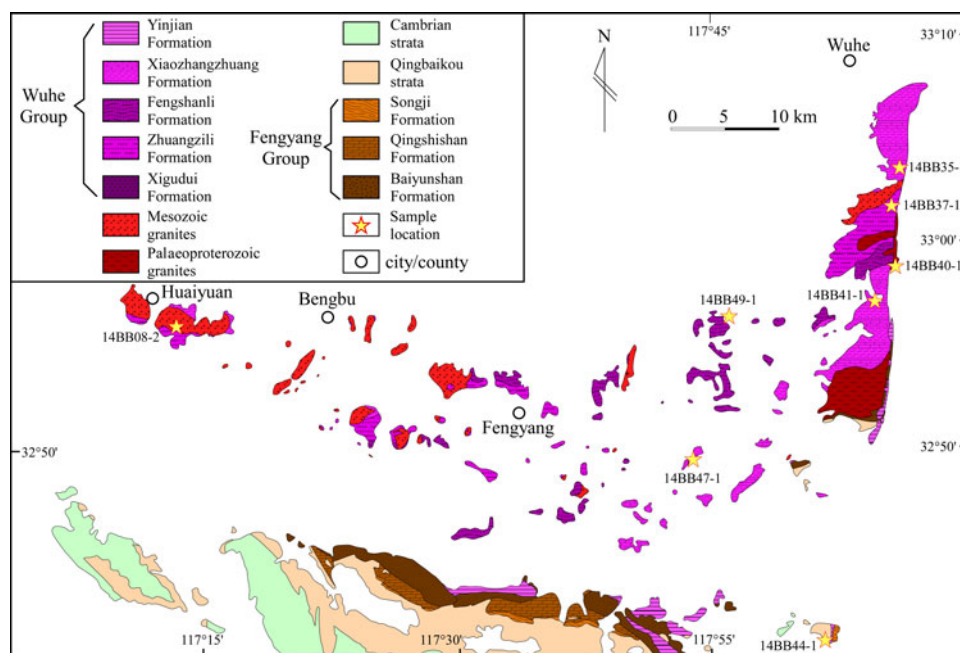 Wuhe
Group
Yinjian
Formation
Xiaozhangzhuang
Formation
Fengshanli
Formation
Zhuangzili
Formation
Xigudui
Formation
Mesozoic
granites
Palaeoproterozoic
granites
Cambrian
strata
Qingbaikou
strata
Fengyang
Group
Songji
Formation
Qingshishan
Formation
Baiyunshan
Formation
Sample
location
city/county
N
0 5 10 km
117°45'
33°10'
Wuhe
14BB35-
14BB37-1
33°00'
14BB40-1
14BB41-1
14BB49-1
Huaiyuan
Bengbu
14BB08-2
Fengyang
32°50'
32°50'
14BB47-1
14BB44-1
117°15'
117°30'
117°55'